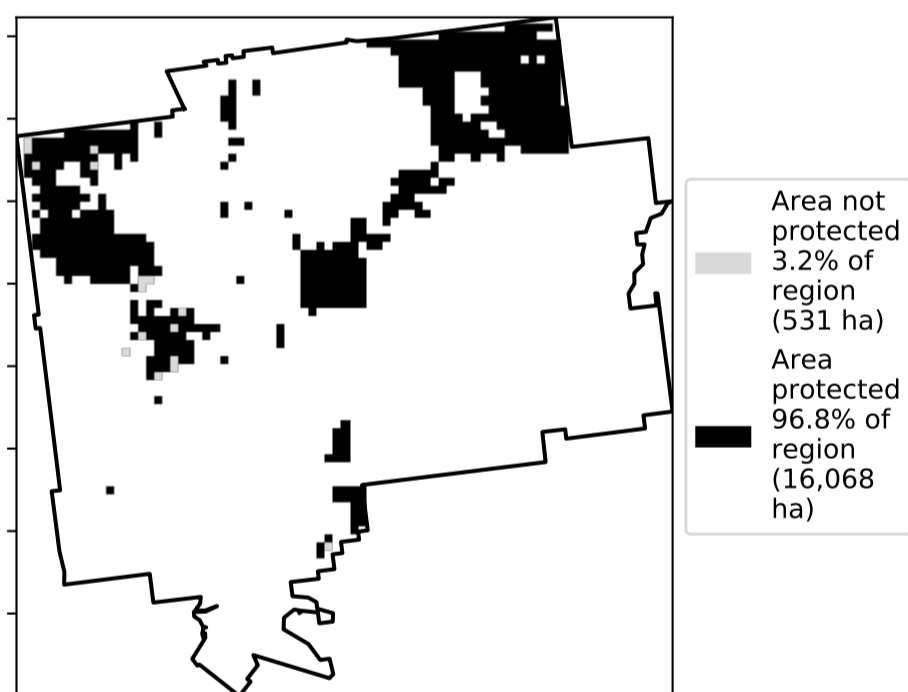 Area not
protected
3.2% of
region
(531 ha)
Area
protected
96.8% of
region
(16,068
ha)